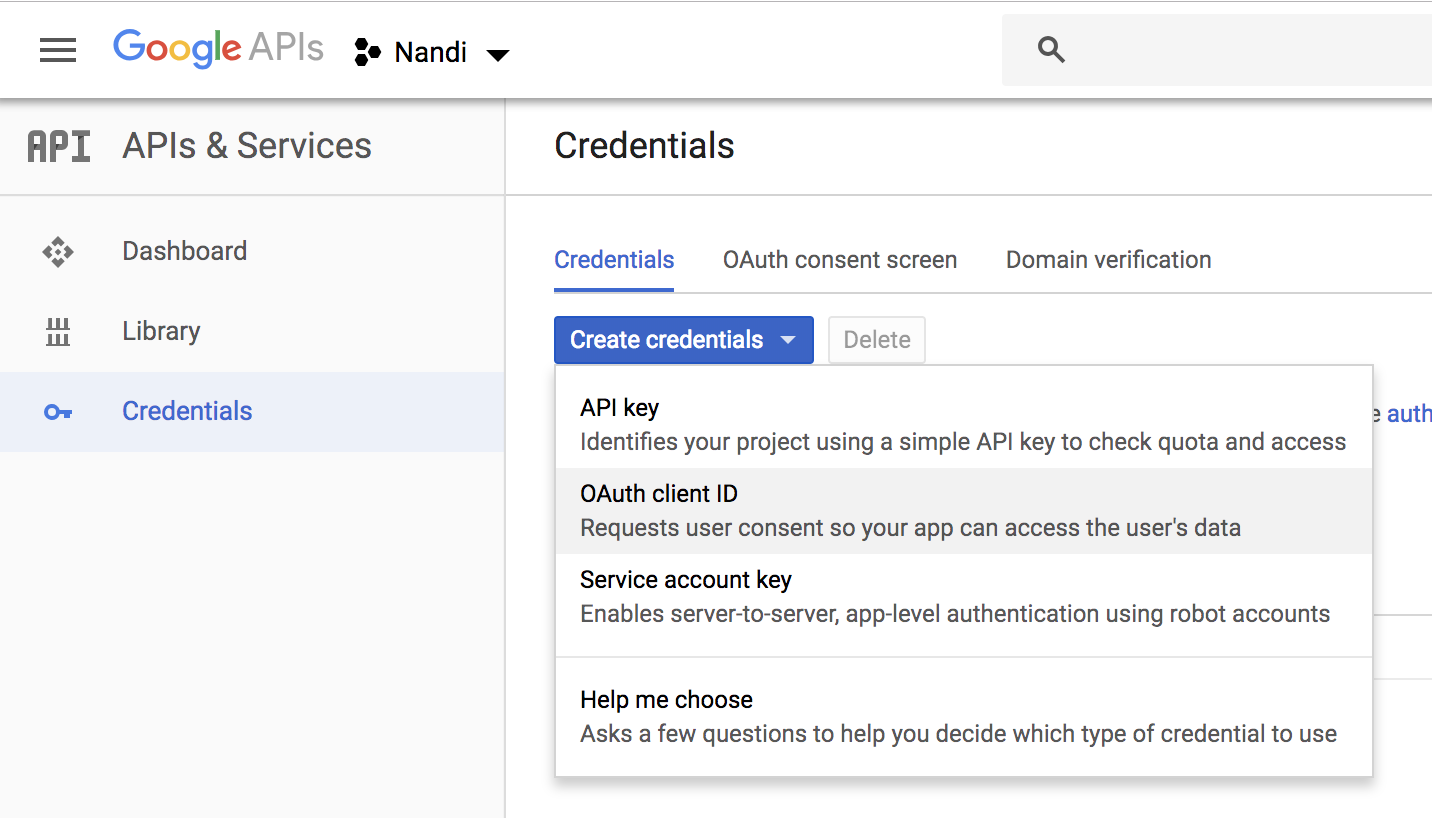 Google APIs Nandi
API APIs & Services
Credentials
Dashboard
Library
Credentials
Credentials OAuth consent screen Domain verification
Create credentials Delete
API key
Identifies your project using a simple API key to check quota and access
e auth
OAuth client ID
Requests user consent so your app can access the user's data
Service account key
Enables server-to-server, app-level authentication using robot accounts
Help me choose
Asks a few questions to help you decide which type of credential to use